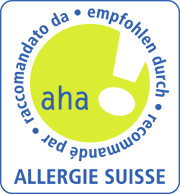 • raccomandato da • empfohlen durch • recommandé par
aha!
ALLERGIE SUISSE